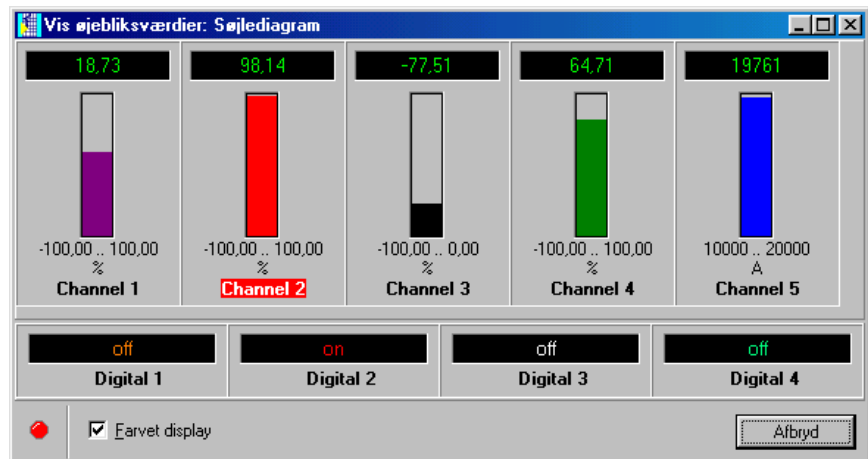 Vis øjebliksværdier: Søjlediagram
18,73 98,14 -77,51 64,71 19761
-100,00 .. 100,00 -100,00 .. 100,00 -100,00 .. 0,00 -100,00 .. 100,00 10000 .. 20000
% % % % A
Channel 1 Channel 2 Channel 3 Channel 4 Channel 5
off on off off
Digital 1 Digital 2 Digital 3 Digital 4
Farvet display Afbryd